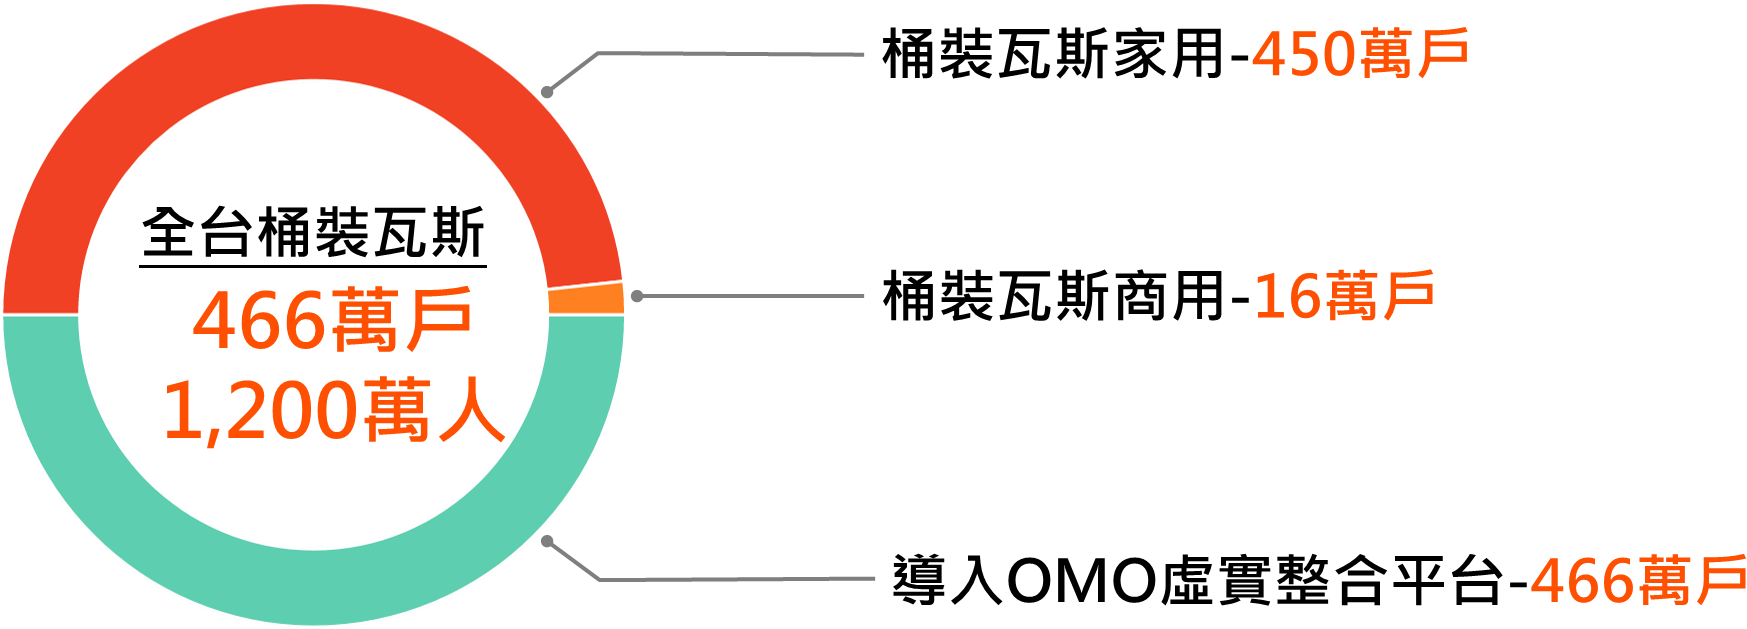 桶裝瓦斯家用-450萬戶
全台桶裝瓦斯
466萬戶
1,200萬人
桶裝瓦斯商用-16萬戶
導入OMO虛實整合平台-466萬戶